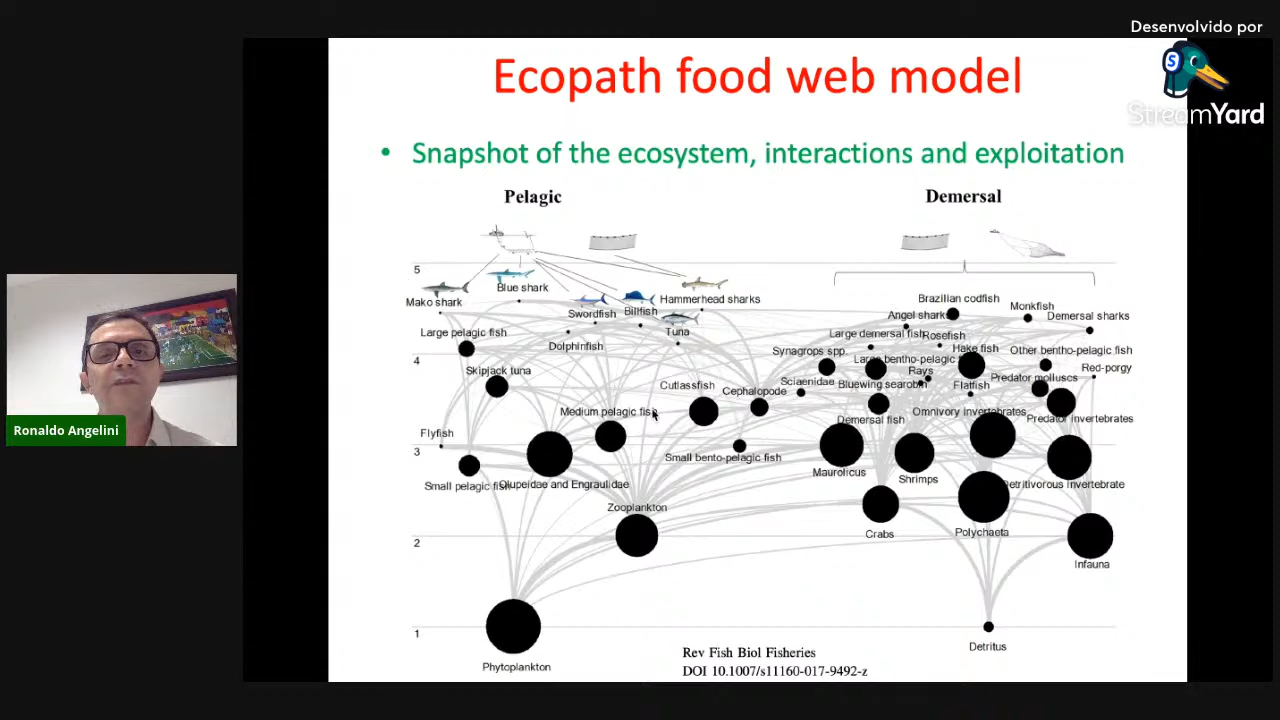 Desenvolvido por
StreamYard
Ecopath food web model
• Snapshot of the ecosystem, interactions and exploitation
Pelagic
Demersal
5
Mako shark
Blue shark
Swordfish
Billfish
Hammerhead sharks
Tuna
Brazilian codfish
Monkfish
Angel sharks
Demersal sharks
Large pelagic fish
Dolphinfish
Large demersal fish
Rosefish
4
Synagrops spp.
Hake fish
Other bentho-pelagic fish
Large bentho-pelagic
Skipjack tuna
Rays
Red-porgy
Cutlassfish
Cephalopode
Sciaenidae
Bluewing searobin
Flatfish
Predator molluscs
Medium pelagic fish
Demersal fish
Omnivory invertebrates
Predator invertebrates
Flyfish
3
Small bento-pelagic fish
Maurolicus
Shrimps
Small pelagic fish
Clupeidae and Engraulidae
Detritivorous Invertebrate
Zooplankton
2
Crabs
Polychaeta
Infauna
1
Phytoplankton
Detritus
Rev Fish Biol Fisheries
DOI 10.1007/s11160-017-9492-z
Ronaldo Angelini